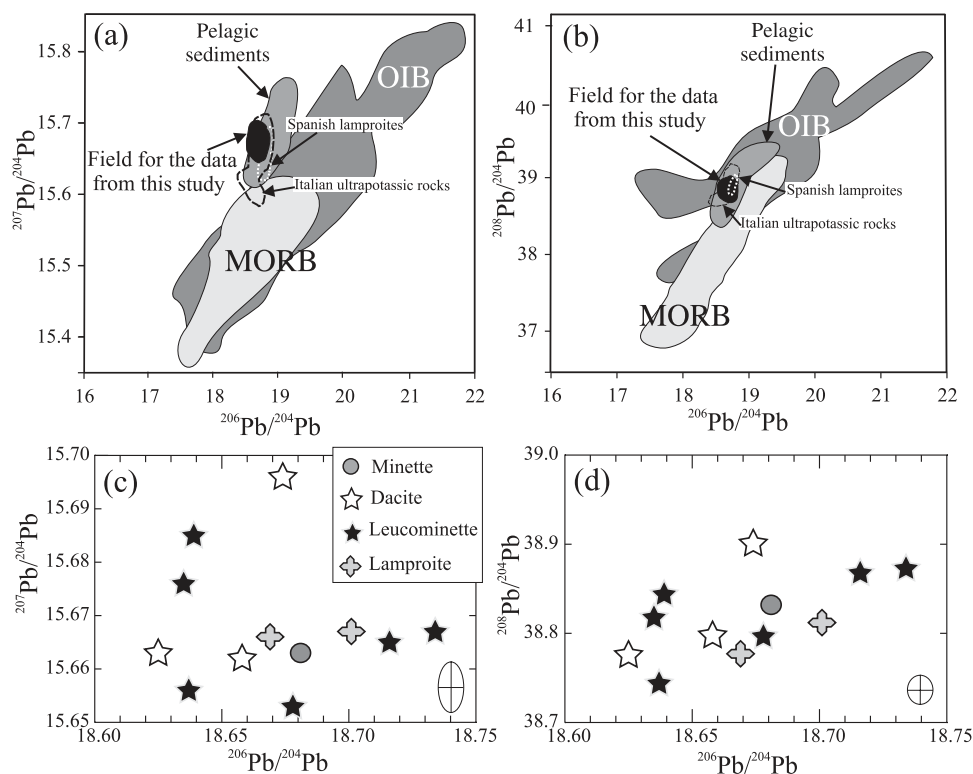 (a)
Pelagic
sediments
OIB
Spanish lamproites
Field for the data
from this study
Italian ultrapotassic rocks
MORB
15.8
15.7
15.6
15.5
15.4
²⁰⁷Pb/²⁰⁴Pb
16 17 18 19 20 21 22
²⁰⁶Pb/²⁰⁴Pb
(b)
Pelagic
sediments
Field for the data
from this study
OIB
Spanish lamproites
Italian ultrapotassic rocks
MORB
41
40
39
38
37
²⁰⁸Pb/²⁰⁴Pb
16 17 18 19 20 21 22
²⁰⁶Pb/²⁰⁴Pb
(c)
Minette
Dacite
Leucominette
Lamproite
15.70
15.69
15.68
15.67
15.66
15.65
²⁰⁷Pb/²⁰⁴Pb
18.60 18.65 18.70 18.75
²⁰⁶Pb/²⁰⁴Pb
(d)
39.0
38.9
38.8
38.7
²⁰⁸Pb/²⁰⁴Pb
18.60 18.65 18.70 18.75
²⁰⁶Pb/²⁰⁴Pb